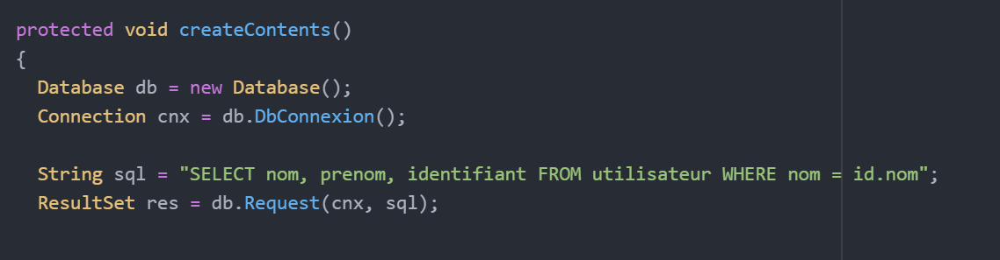 protected void createContents()
{
Database db = new Database();
Connection cnx = db.DbConnexion();
String sql = "SELECT nom, prenom, identifiant FROM utilisateur WHERE nom = id.nom";
ResultSet res = db.Request(cnx, sql);